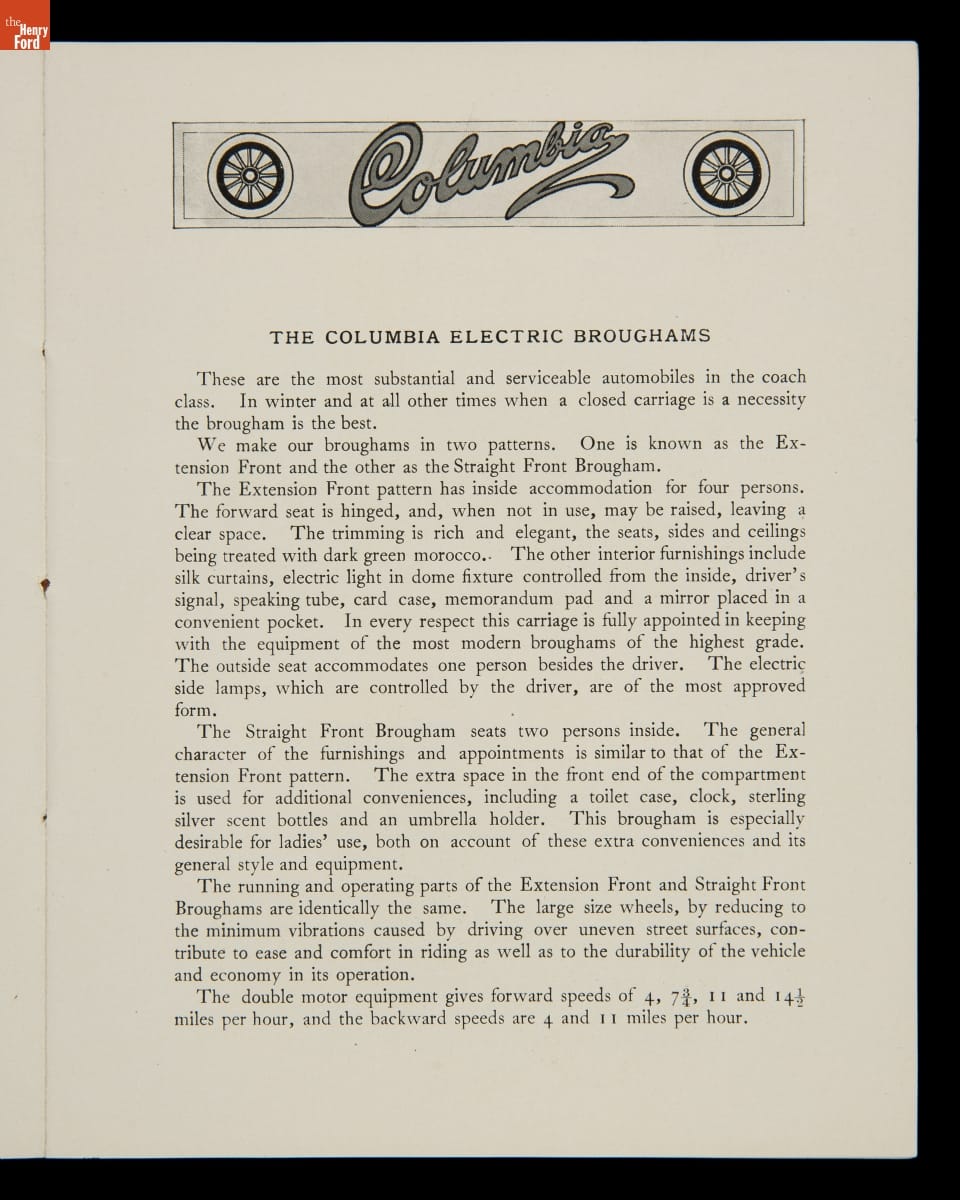 the
Henry
Ford
Columbia
THE COLUMBIA ELECTRIC BROUGHAMS
These are the most substantial and serviceable automobiles in the coach
class. In winter and at all other times when a closed carriage is a necessity
the brougham is the best.
We make our broughams in two patterns. One is known as the Ex-
tension Front and the other as the Straight Front Brougham.
The Extension Front pattern has inside accommodation for four persons.
The forward seat is hinged, and, when not in use, may be raised, leaving a
clear space. The trimming is rich and elegant, the seats, sides and ceilings
being treated with dark green morocco. The other interior furnishings include
silk curtains, electric light in dome fixture controlled from the inside, driver's
signal, speaking tube, card case, memorandum pad and a mirror placed in a
convenient pocket. In every respect this carriage is fully appointed in keeping
with the equipment of the most modern broughams of the highest grade.
The outside seat accommodates one person besides the driver. The electric
side lamps, which are controlled by the driver, are of the most approved
form.
The Straight Front Brougham seats two persons inside. The general
character of the furnishings and appointments is similar to that of the Ex-
tension Front pattern. The extra space in the front end of the compartment
is used for additional conveniences, including a toilet case, clock, sterling
silver scent bottles and an umbrella holder. This brougham is especially
desirable for ladies' use, both on account of these extra conveniences and its
general style and equipment.
The running and operating parts of the Extension Front and Straight Front
Broughams are identically the same. The large size wheels, by reducing to
the minimum vibrations caused by driving over uneven street surfaces, con-
tribute to ease and comfort in riding as well as to the durability of the vehicle
and economy in its operation.
The double motor equipment gives forward speeds of 4, 7¾, 11 and 14½
miles per hour, and the backward speeds are 4 and 11 miles per hour.